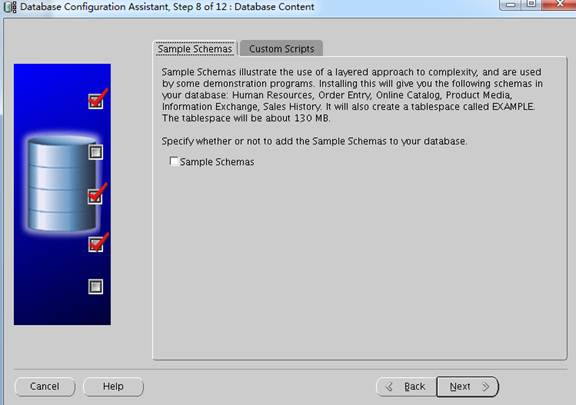 Database Configuration Assistant, Step 8 of 12 : Database Content
Sample Schemas
Custom Scripts
Sample Schemas illustrate the use of a layered approach to complexity, and are used
by some demonstration programs. Installing this will give you the following schemas in
your database: Human Resources, Order Entry, Online Catalog, Product Media,
Information Exchange, Sales History. It will also create a tablespace called EXAMPLE.
The tablespace will be about 130 MB.
Specify whether or not to add the Sample Schemas to your database.
Sample Schemas
Cancel
Help
Back
Next